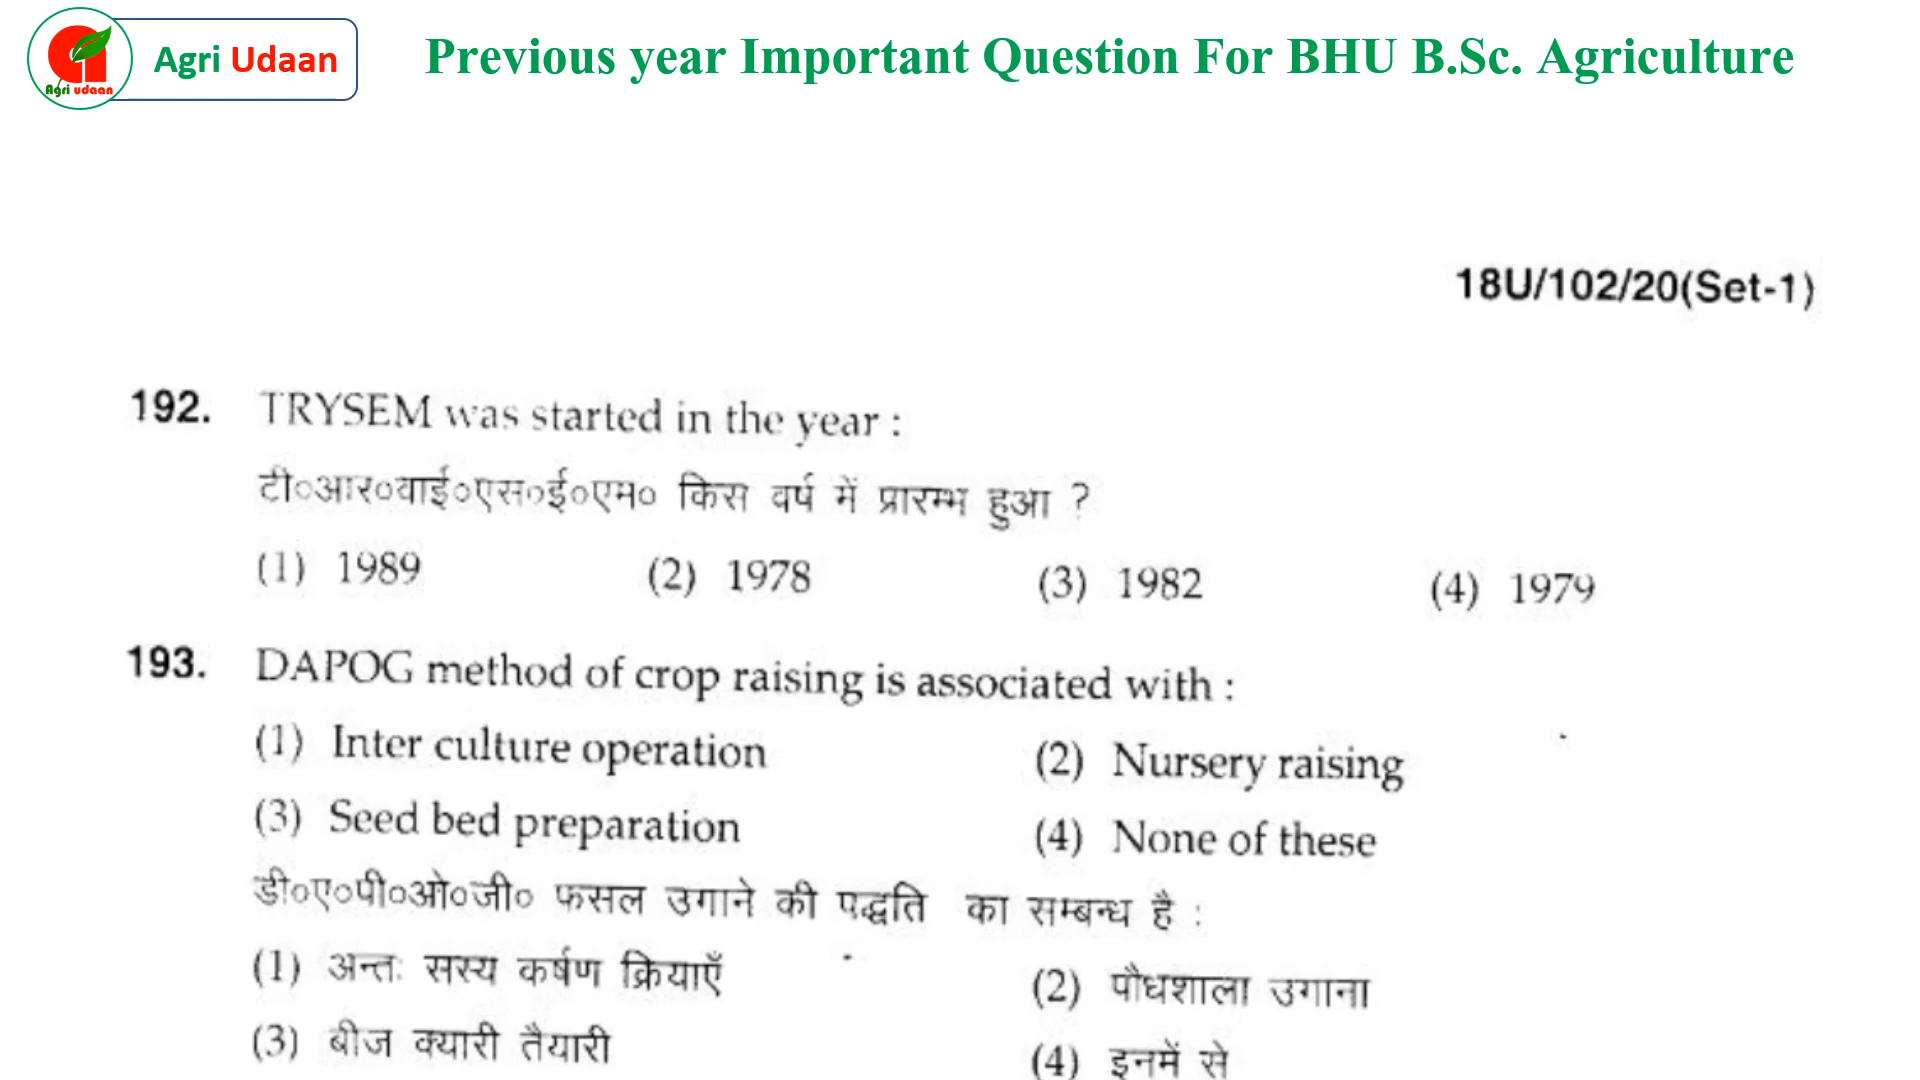 Agri Udaan
Agri udaan
Previous year Important Question For BHU B.Sc. Agriculture
18U/102/20(Set-1)
192. TRYSEM was started in the year :
टी०आर०वाई०एस०ई०एम० किस वर्ष में प्रारम्भ हुआ ?
(1) 1989 (2) 1978 (3) 1982 (4) 1979
193. DAPOG method of crop raising is associated with :
(1) Inter culture operation (2) Nursery raising
(3) Seed bed preparation (4) None of these
डी०ए०पी०ओ०जी० फसल उगाने की पद्धति का सम्बन्ध है :
(1) अन्तः सस्य कर्षण क्रियाएँ (2) पौधशाला उगाना
(3) बीज क्यारी तैयारी (4) इनमें से